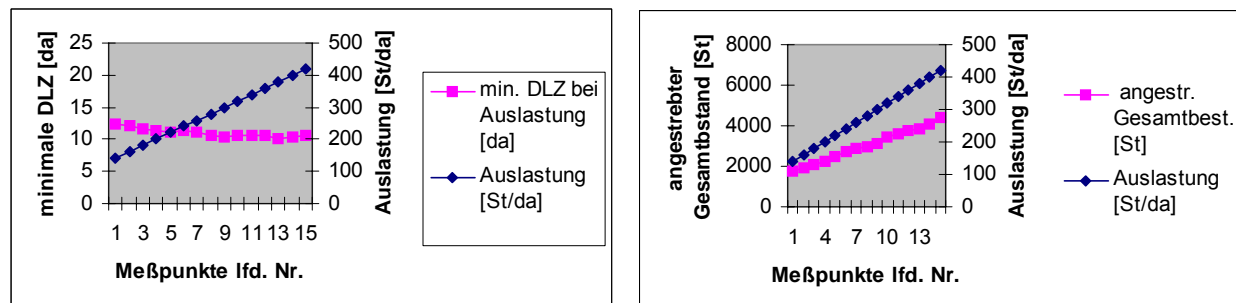 minimale DLZ [da]
25
20
15
10
5
0
500
400
300
200
100
0
Auslastung [St/da]
1 3 5 7 9 11 13 15
Meßpunkte lfd. Nr.
min. DLZ bei
Auslastung
[da]
Auslastung
[St/da]
angestrebter
Gesamtbstand [St]
8000
6000
4000
2000
0
500
400
300
200
100
0
Auslastung [St/da]
1 4 7 10 13
Meßpunkte lfd. Nr.
angestr.
Gesamtbest.
[St]
Auslastung
[St/da]